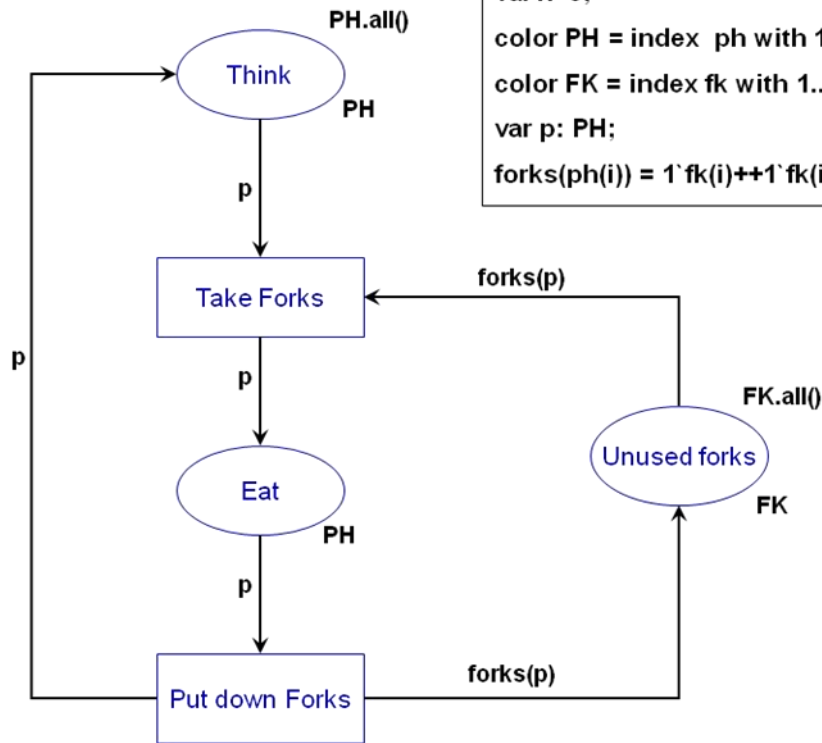 color PH = index ph with 1
color FK = index fk with 1..
var p: PH;
forks(ph(i)) = 1`fk(i)++1`fk(i
PH.all()
Think
PH
p
Take Forks
forks(p)
p
p
FK.all()
Unused forks
FK
Eat
PH
p
Put down Forks
forks(p)